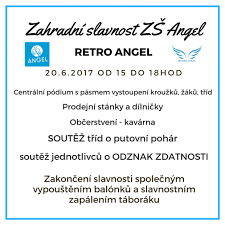 Zahradní slavnost ZŠ Angel
ANGEL
RETRO ANGEL
20.6.2017 OD 15 DO 18HOD
Centrální pódium s pásmem vystoupení kroužků, žáků, tříd
Prodejní stánky a dílničky
Občerstvení - kavárna
SOUTĚŽ tříd o putovní pohár
soutěž jednotlivců o ODZNAK ZDATNOSTI
Zakončení slavnosti společným
vypouštěním balónků a slavnostním
zapálením táboráku